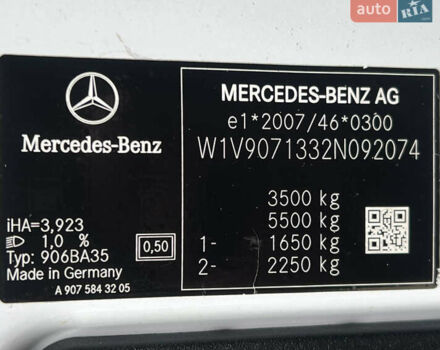 auto RIA.com
Mercedes-Benz
MERCEDES-BENZ AG
e1*2007/46*0300
W1V9071332N092074
3500 kg
5500 kg
1- 1650 kg
2- 2250 kg
iHA=3,923
1,0 %
0,50
Typ: 906BA35
Made in Germany
A 907 584 32 05